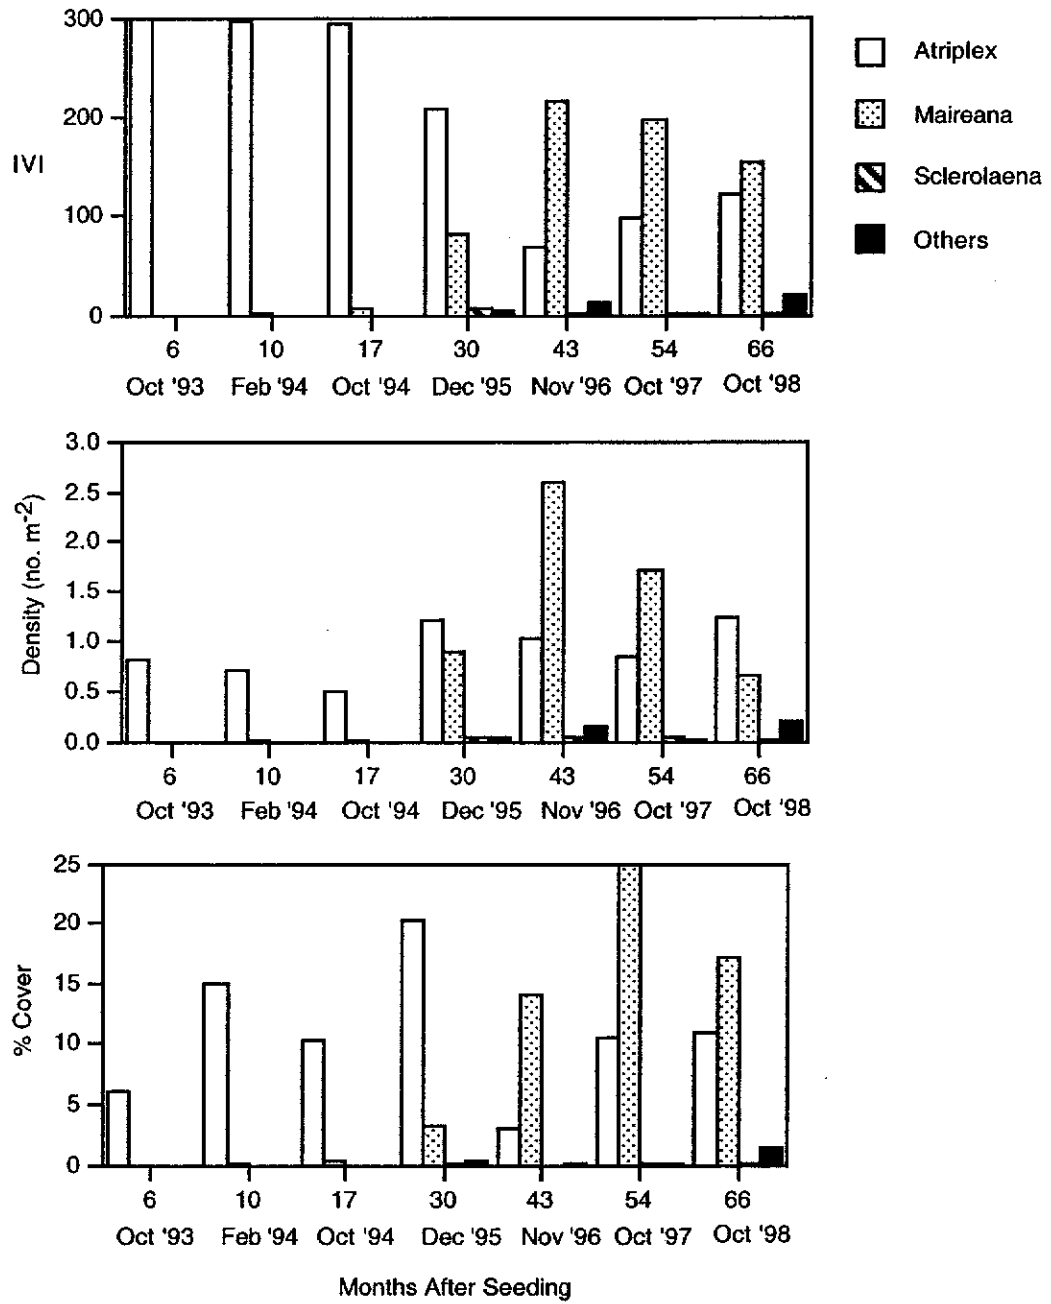 300
200
100
0
IVI
Atriplex
Maireana
Sclerolaena
Others
6 10 17 30 43 54 66
Oct '93 Feb '94 Oct '94 Dec '95 Nov '96 Oct '97 Oct '98
3.0
2.5
2.0
1.5
1.0
0.5
0.0
Density (no. m-2)
6 10 17 30 43 54 66
Oct '93 Feb '94 Oct '94 Dec '95 Nov '96 Oct '97 Oct '98
25
20
15
10
5
0
% Cover
6 10 17 30 43 54 66
Oct '93 Feb '94 Oct '94 Dec '95 Nov '96 Oct '97 Oct '98
Months After Seeding